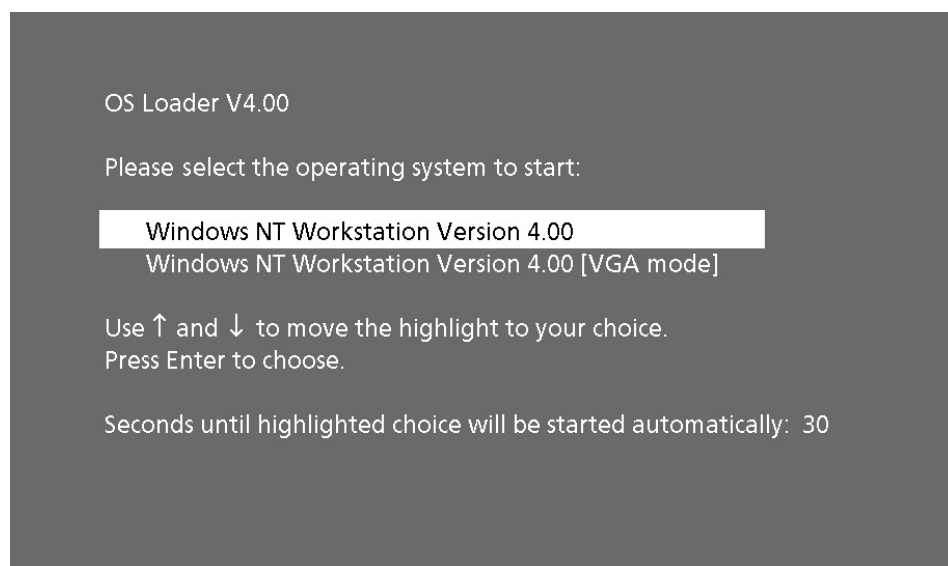 OS Loader V4.00
Please select the operating system to start:
Windows NT Workstation Version 4.00
Windows NT Workstation Version 4.00 [VGA mode]
Use ↑ and ↓ to move the highlight to your choice.
Press Enter to choose.
Seconds until highlighted choice will be started automatically: 30